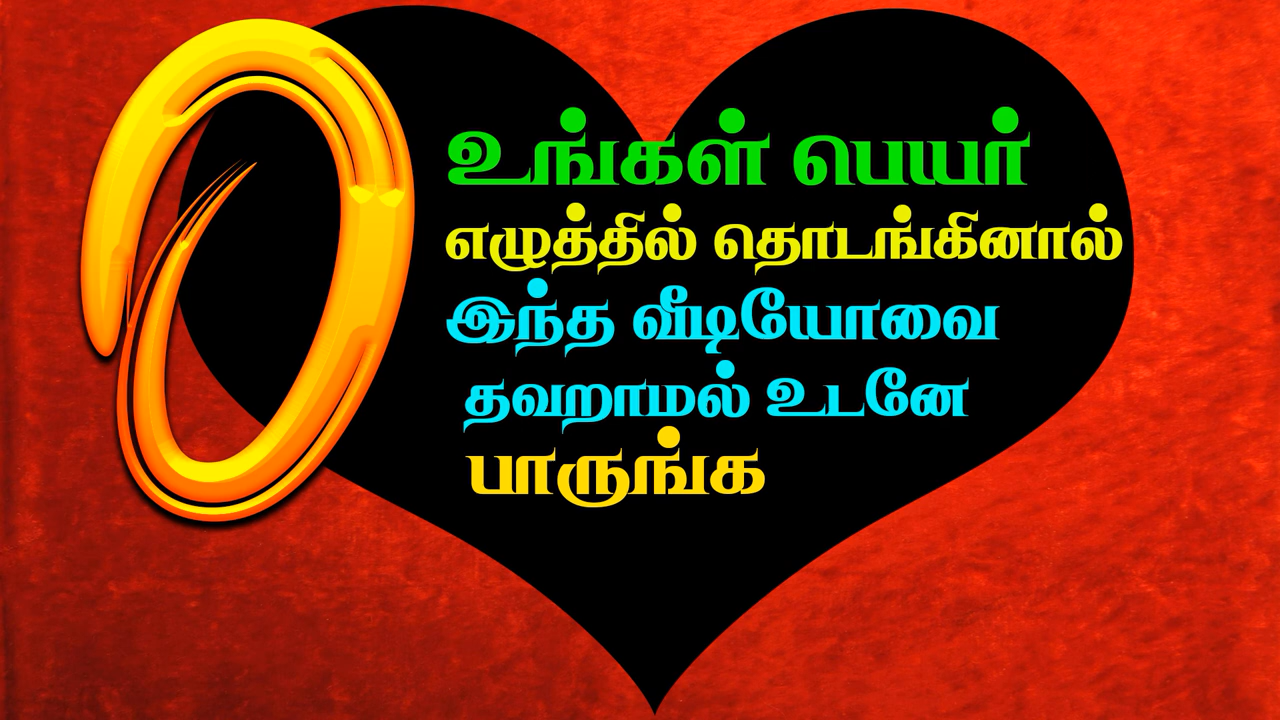 O
உங்கள் பெயர்
எழுத்தில் தொடங்கினால்
இந்த வீடியோவை
தவறாமல் உடனே
பாருங்க